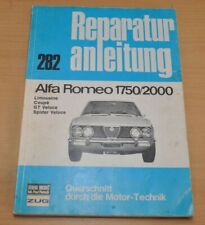 Reparatur
282 anleitung
Alfa Romeo 1750/2000
Limousine
Coupé
GT Veloce
Spider Veloce
ZUG
Querschnitt
durch die Motor-Technik